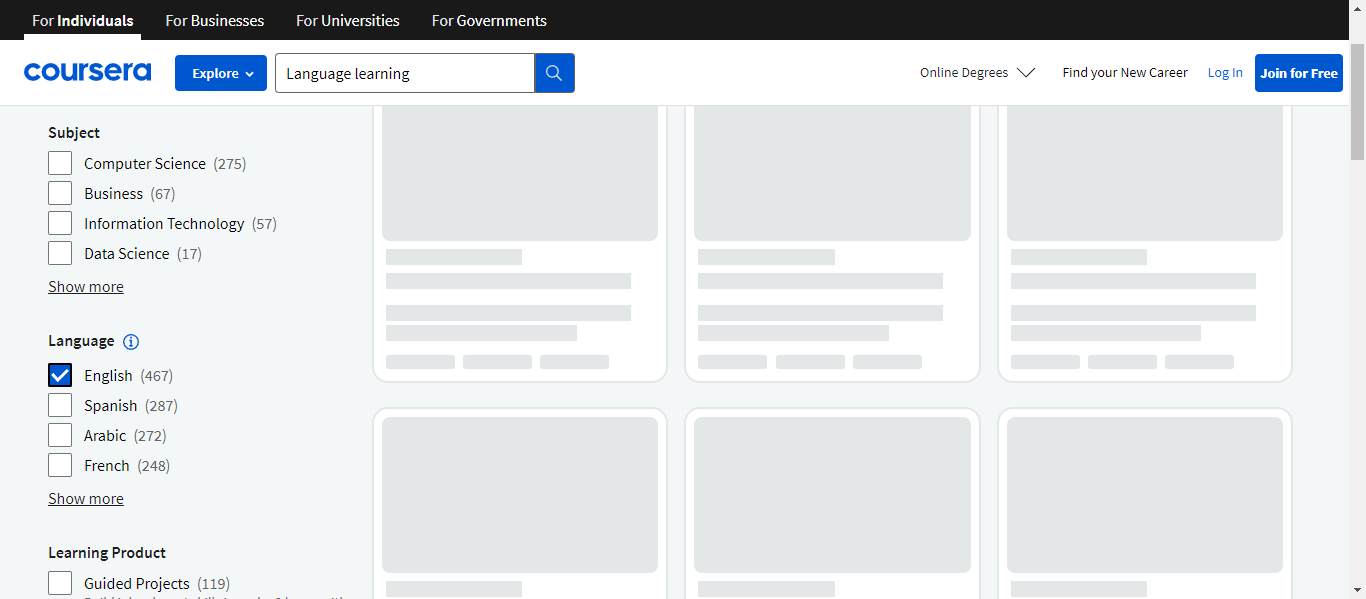 For Individuals For Businesses For Universities For Governments
coursera Explore Language learning Online Degrees Find your New Career Log In Join for Free
Subject
Computer Science (275)
Business (67)
Information Technology (57)
Data Science (17)
Show more
Language
English (467)
Spanish (287)
Arabic (272)
French (248)
Show more
Learning Product
Guided Projects (119)